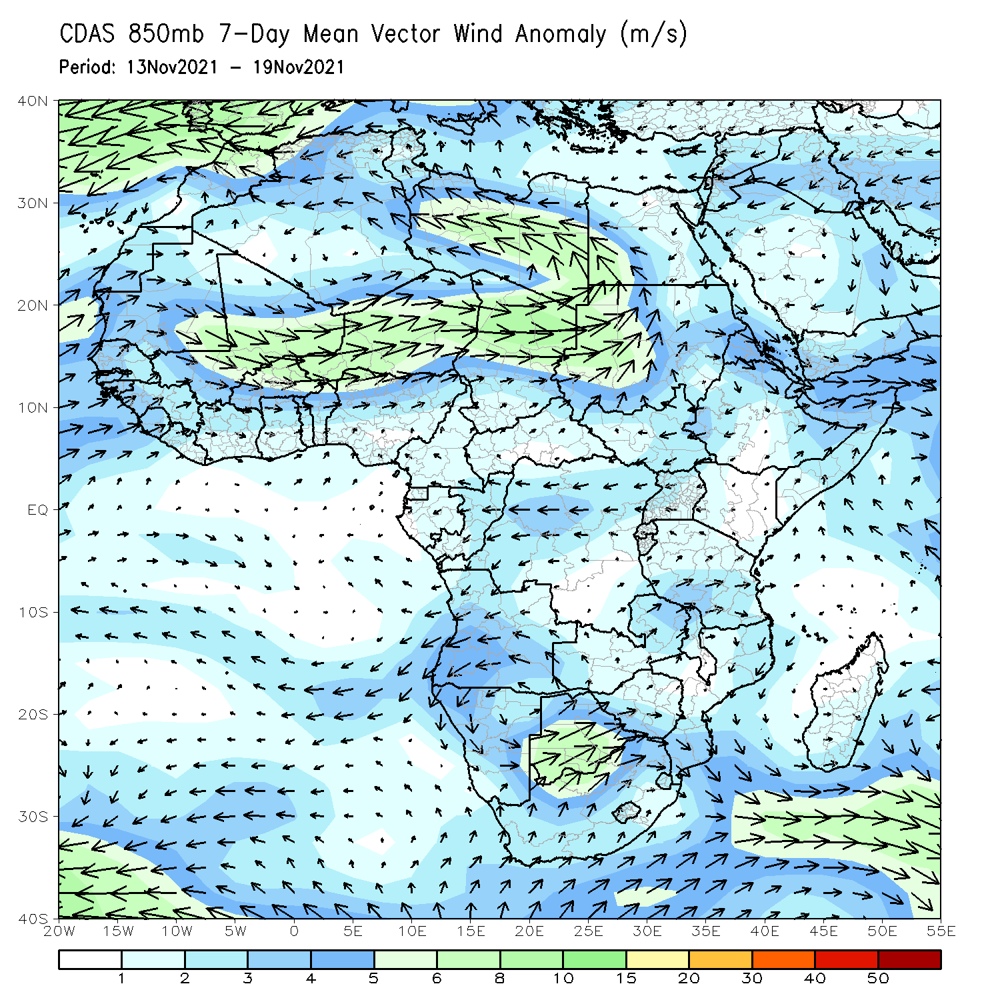 CDAS 850mb 7-Day Mean Vector Wind Anomaly (m/s)
Period: 13Nov2021 - 19Nov2021
40N
30N
20N
10N
EQ
10S
20S
30S
40S
20W 15W 10W 5W 0 5E 10E 15E 20E 25E 30E 35E 40E 45E 50E 55E
1 2 3 4 5 6 8 10 15 20 30 40 50